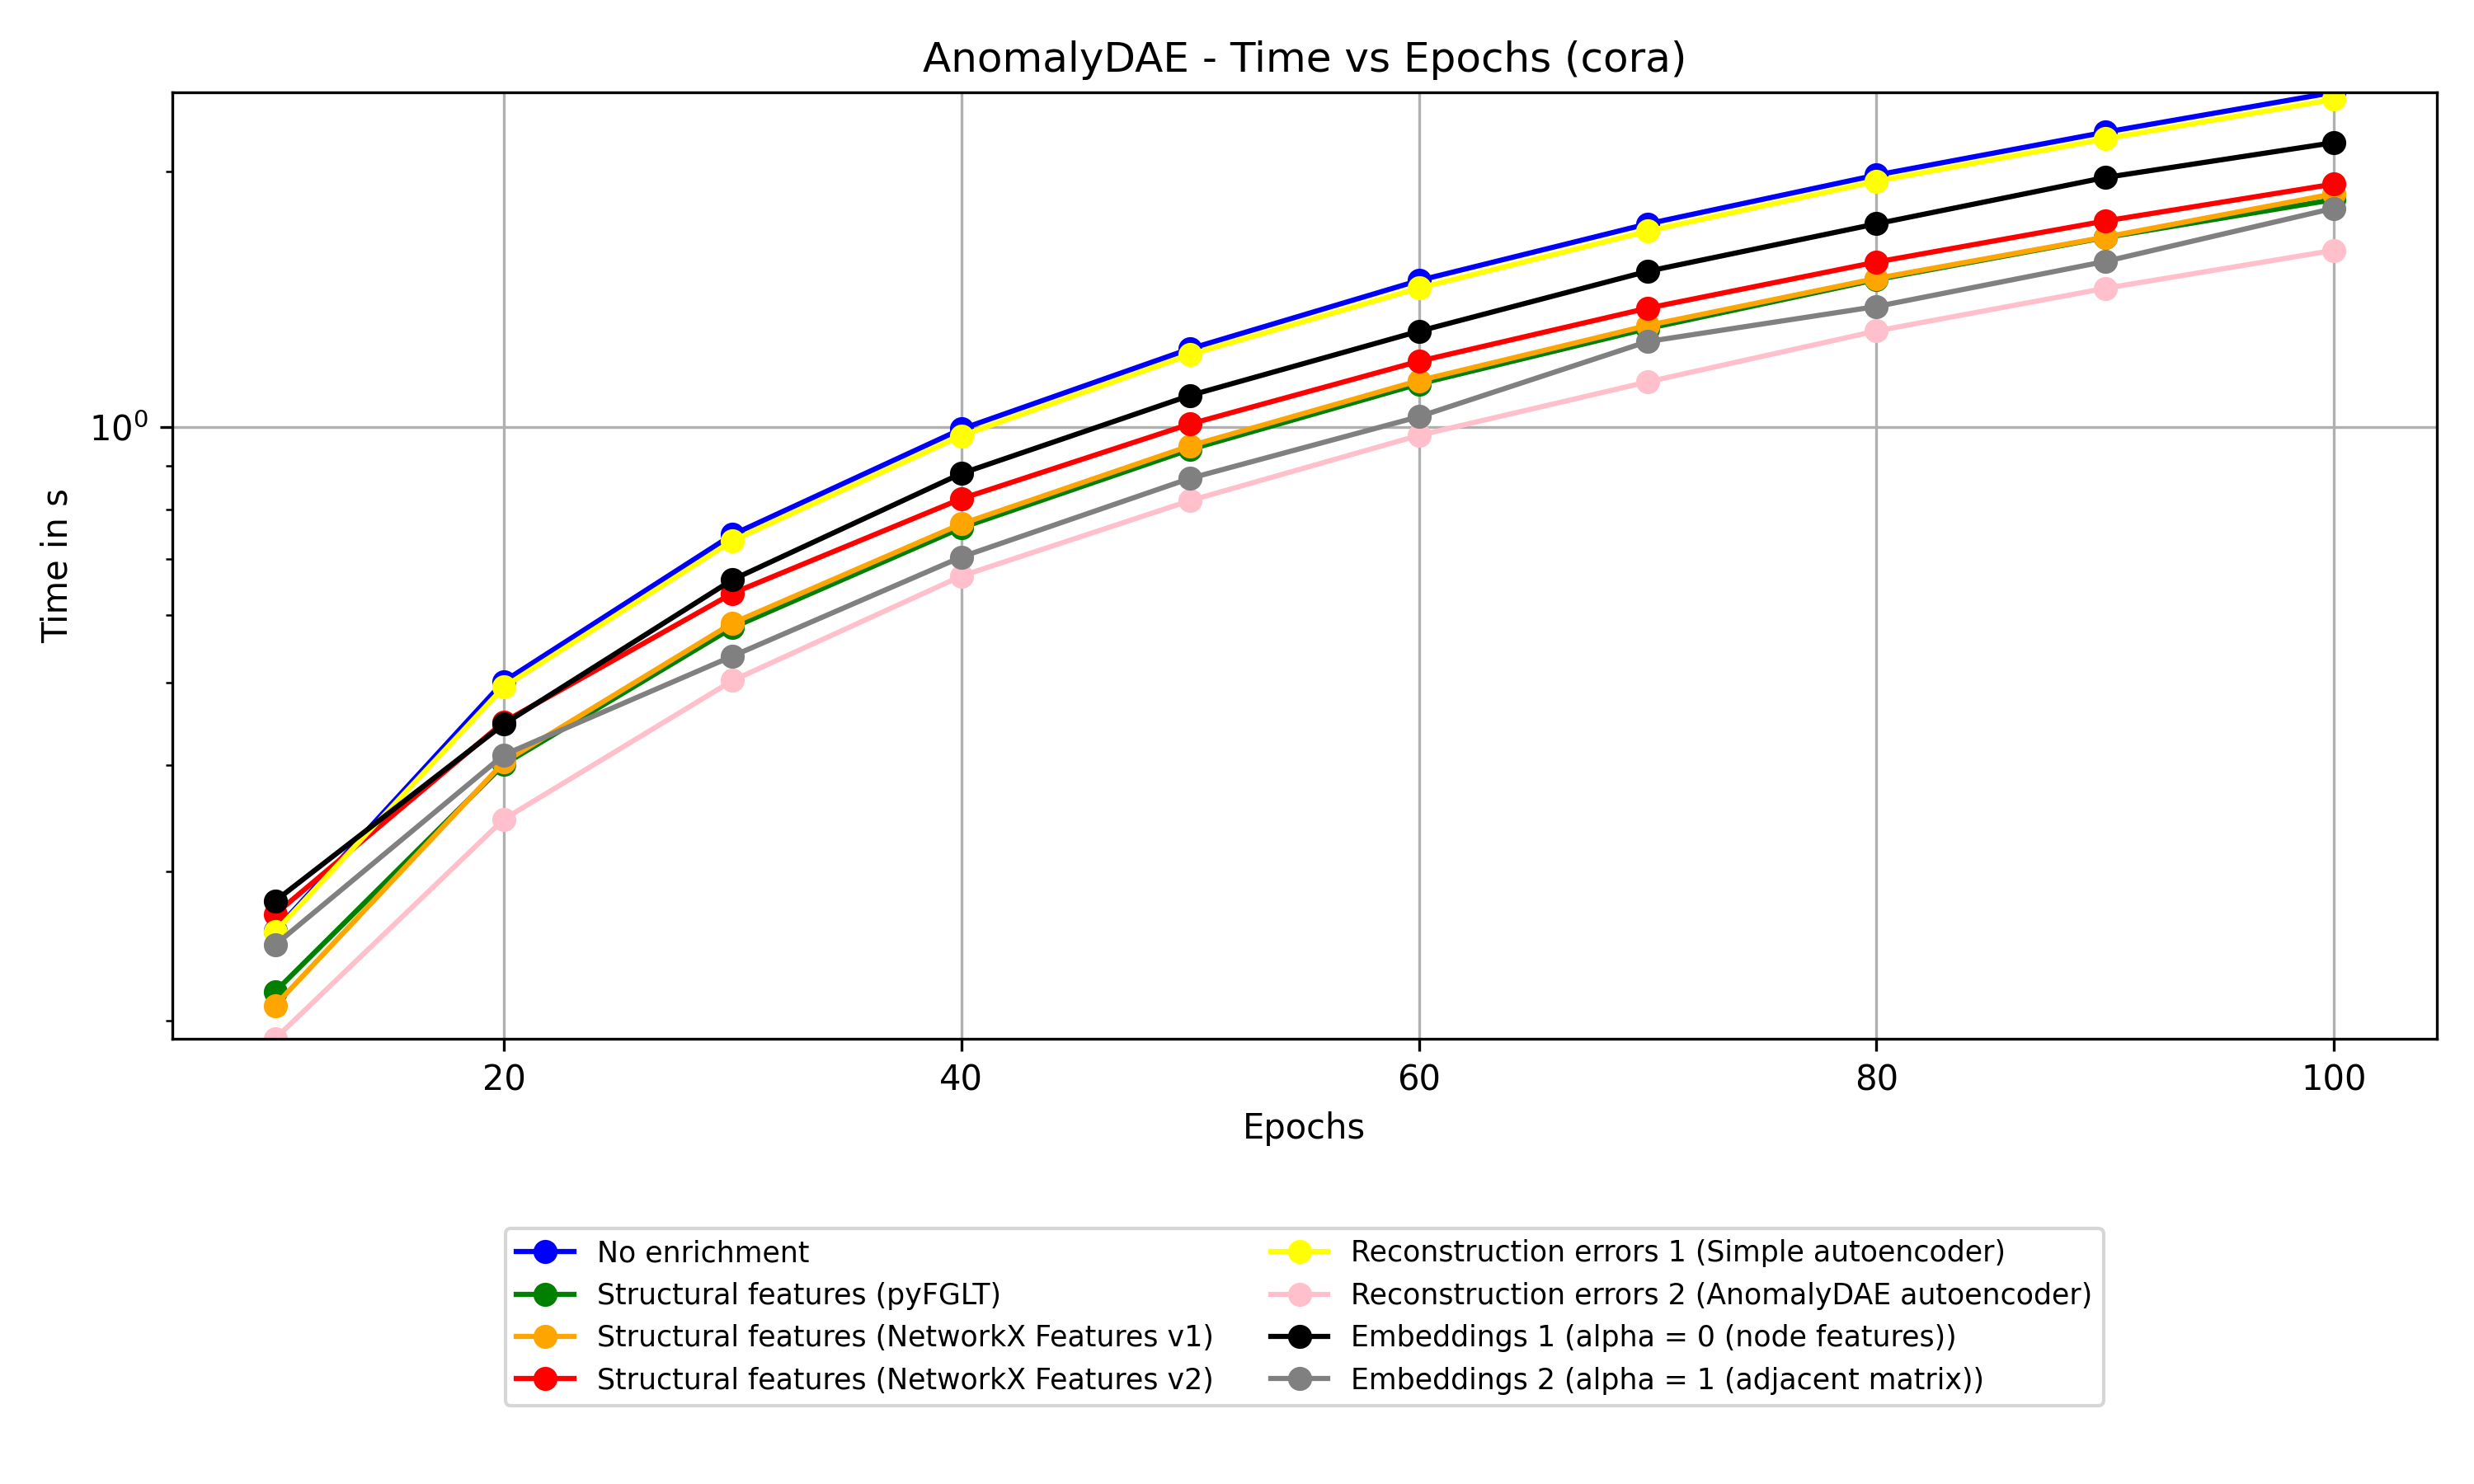 AnomalyDAE - Time vs Epochs (cora)
10⁰
Time in s
20 40 60 80 100
Epochs
No enrichment
Structural features (pyFGLT)
Structural features (NetworkX Features v1)
Structural features (NetworkX Features v2)
Reconstruction errors 1 (Simple autoencoder)
Reconstruction errors 2 (AnomalyDAE autoencoder)
Embeddings 1 (alpha = 0 (node features))
Embeddings 2 (alpha = 1 (adjacent matrix))